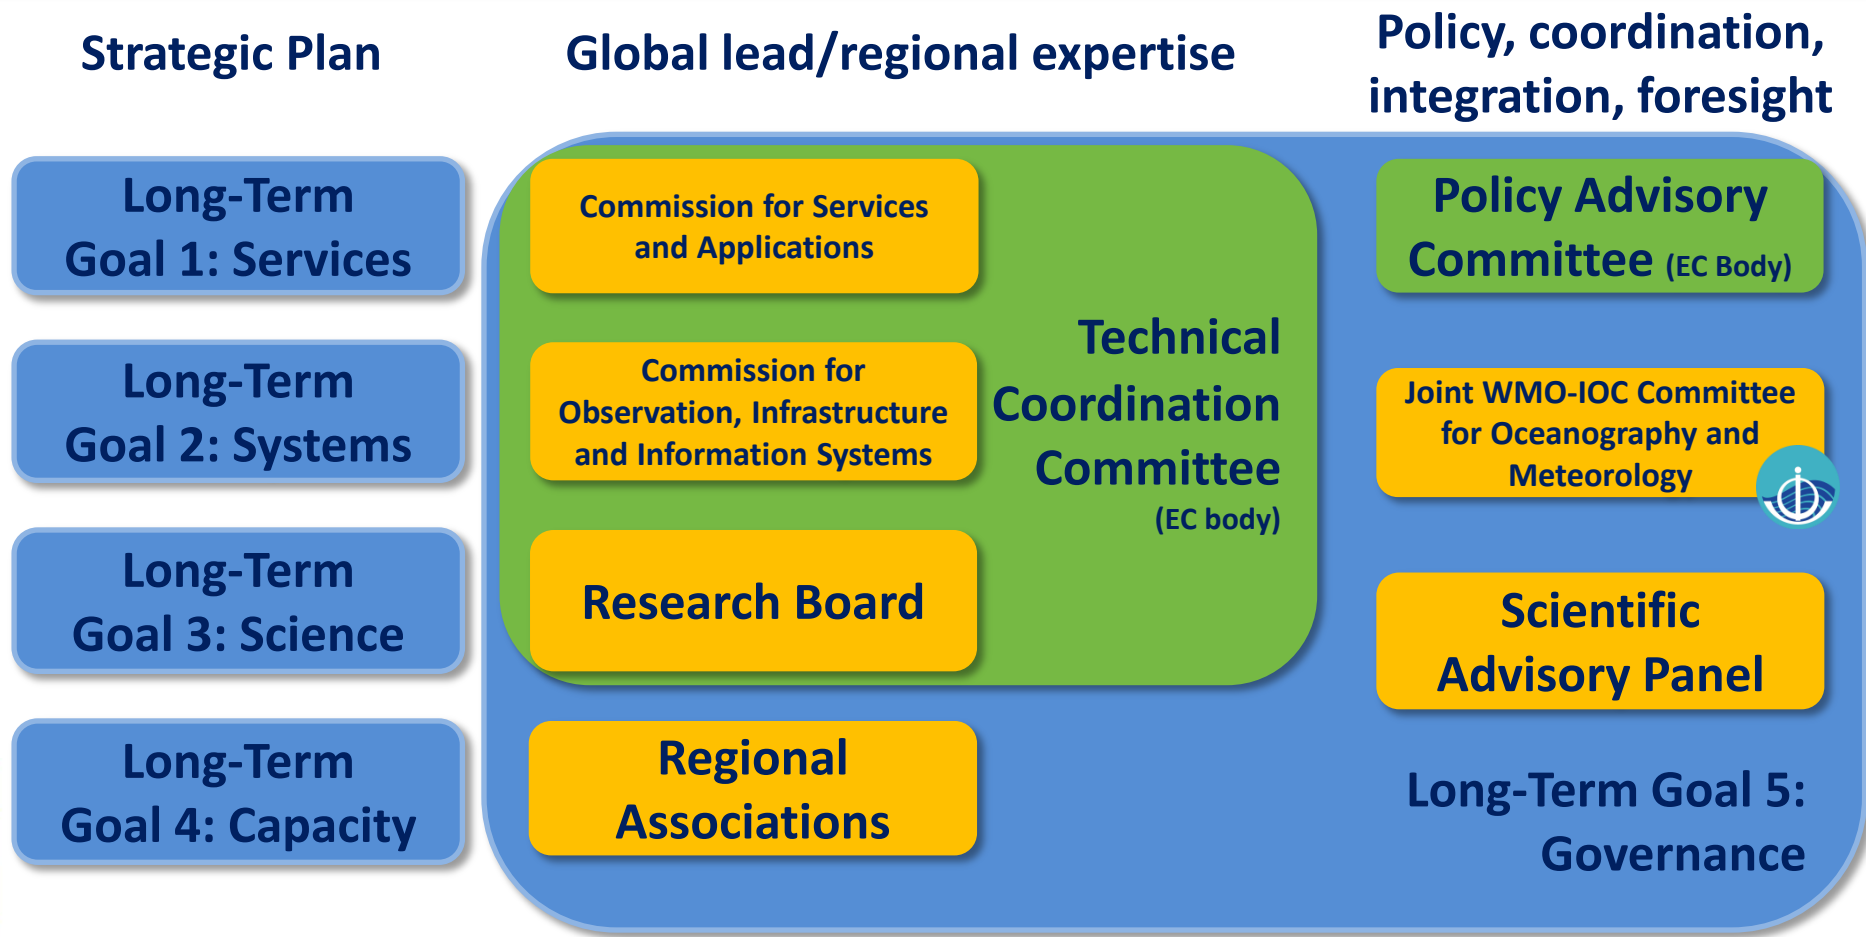 Strategic Plan
Global lead/regional expertise
Policy, coordination,
integration, foresight
Long-Term
Goal 1: Services
Long-Term
Goal 2: Systems
Long-Term
Goal 3: Science
Long-Term
Goal 4: Capacity
Commission for Services
and Applications
Commission for
Observation, Infrastructure
and Information Systems
Research Board
Regional
Associations
Technical
Coordination
Committee
(EC body)
Policy Advisory
Committee (EC Body)
Joint WMO-IOC Committee
for Oceanography and
Meteorology
Scientific
Advisory Panel
Long-Term Goal 5:
Governance